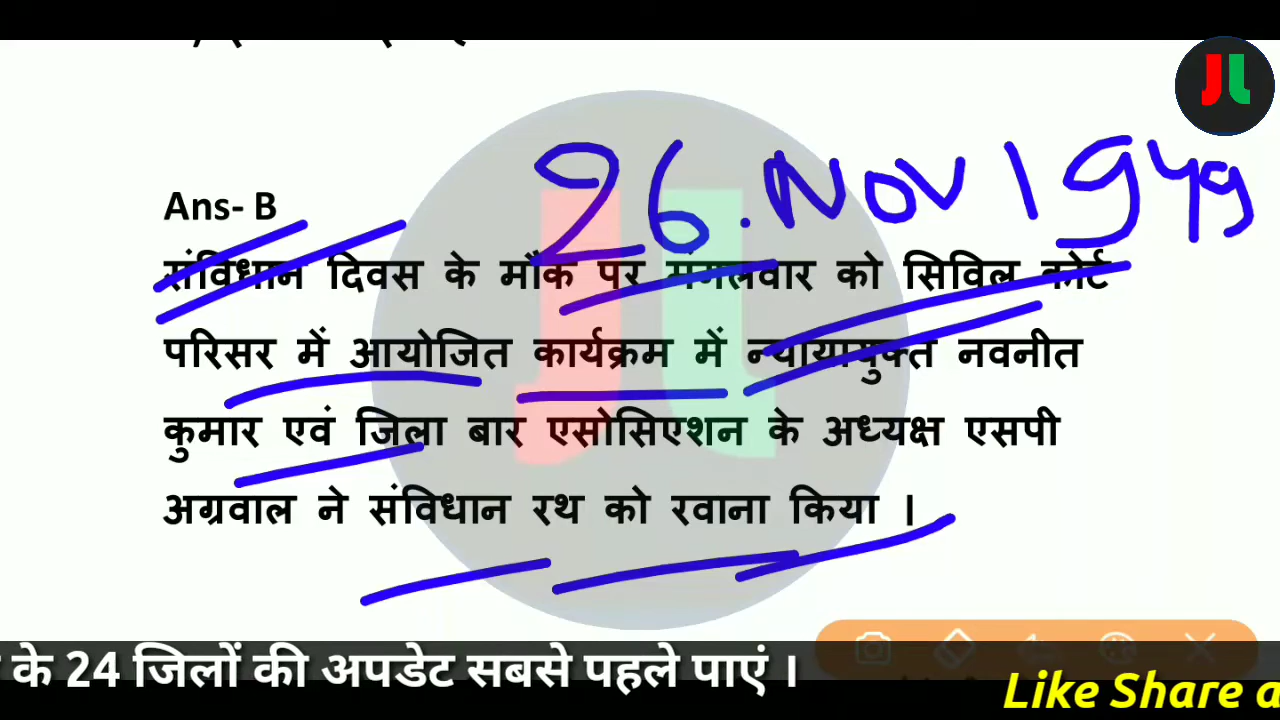 JL
26. NOV 1949
Ans- B
संविधान दिवस के मौके पर मंगलवार को सिविल कोर्ट
परिसर में आयोजित कार्यक्रम में न्यायायुक्त नवनीत
कुमार एवं जिला बार एसोसिएशन के अध्यक्ष एसपी
अग्रवाल ने संविधान रथ को रवाना किया ।
के 24 जिलों की अपडेट सबसे पहले पाएं ।
Like Share a